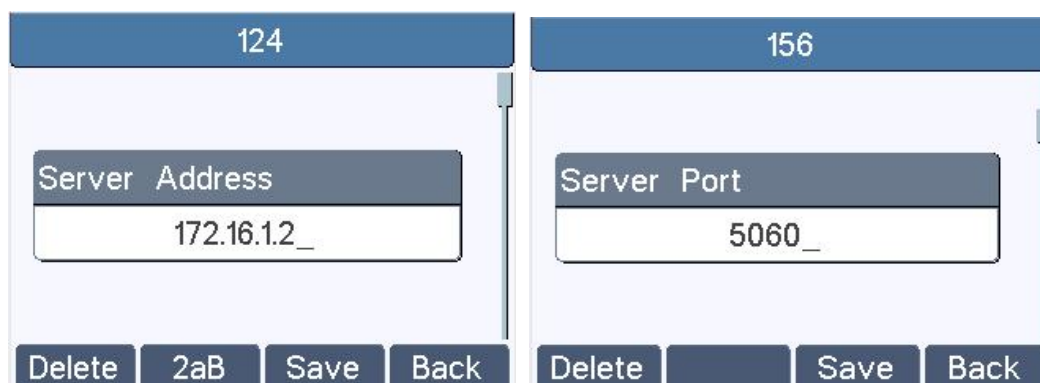 124
Server Address
172.16.1.2_
Delete 2aB Save Back
156
Server Port
5060_
Delete Save Back